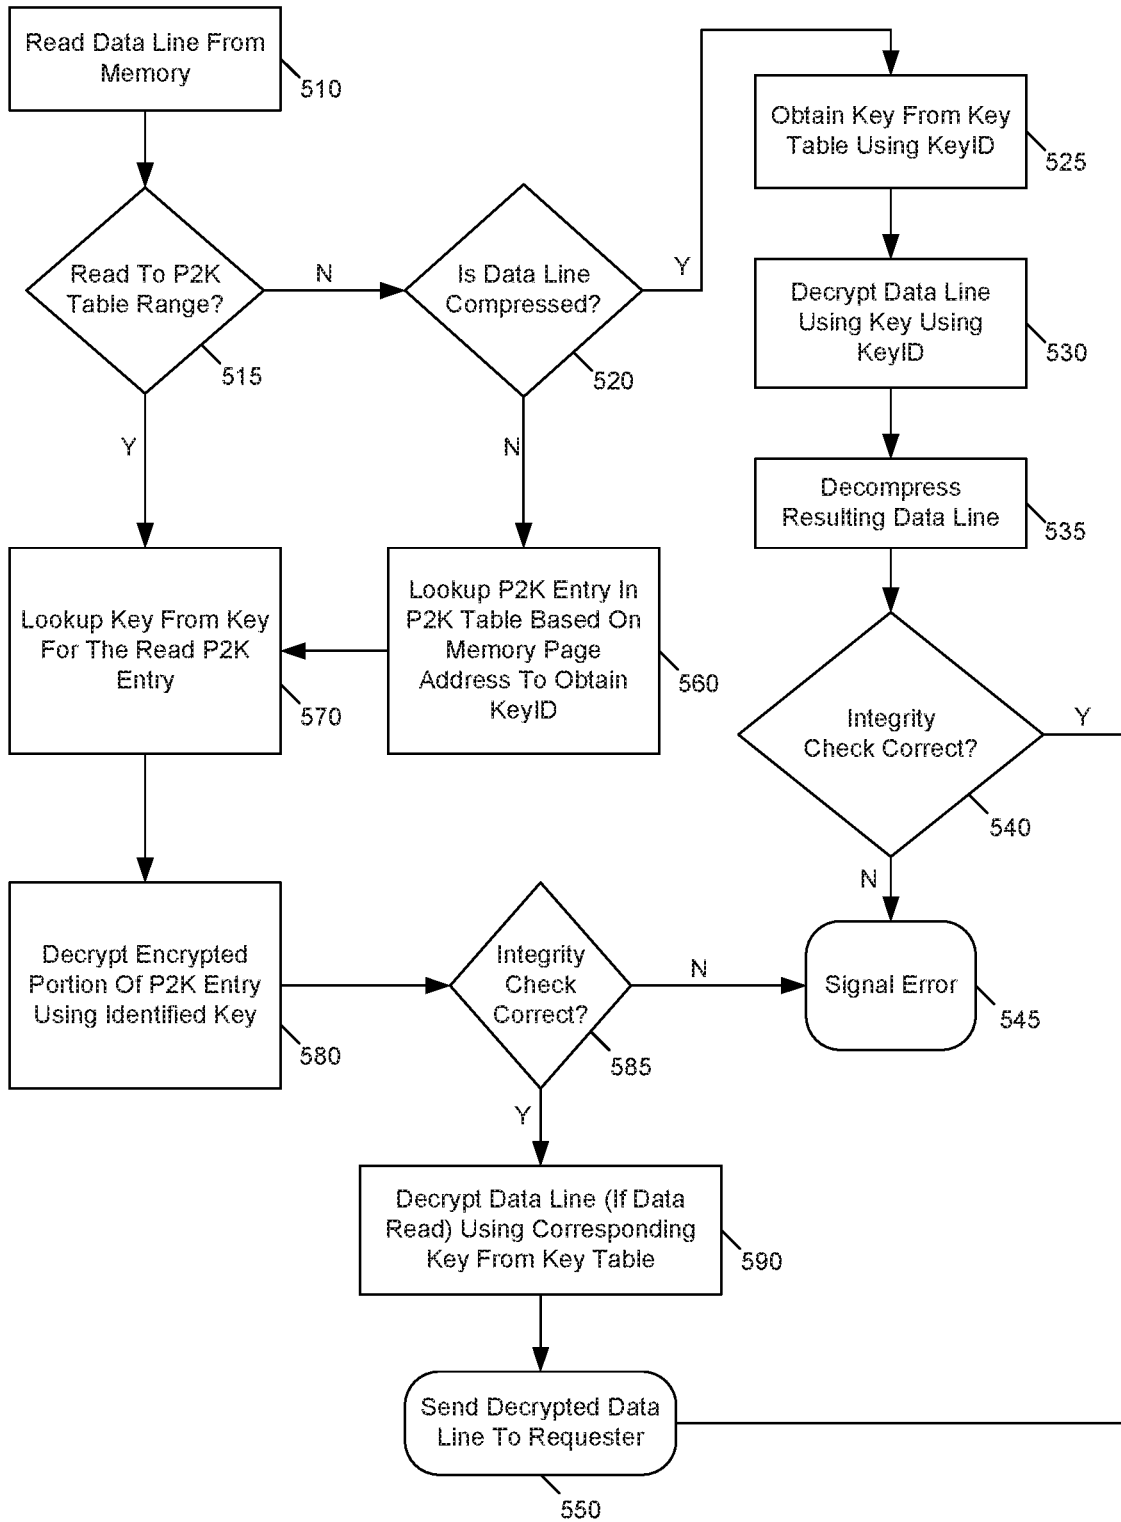 Read Data Line From
Memory
510
Read To P2K
Table Range?
515
N
Y
Is Data Line
Compressed?
520
Y
N
Obtain Key From Key
Table Using KeyID
525
Decrypt Data Line
Using Key Using
KeyID
530
Decompress
Resulting Data Line
535
Lookup Key From Key
For The Read P2K
Entry
570
Lookup P2K Entry In
P2K Table Based On
Memory Page
Address To Obtain
KeyID
560
Integrity
Check Correct?
540
Y
N
Decrypt Encrypted
Portion Of P2K Entry
Using Identified Key
580
Integrity
Check
Correct?
585
N
Y
Signal Error
545
Decrypt Data Line (If Data
Read) Using Corresponding
Key From Key Table
590
Send Decrypted Data
Line To Requester
550